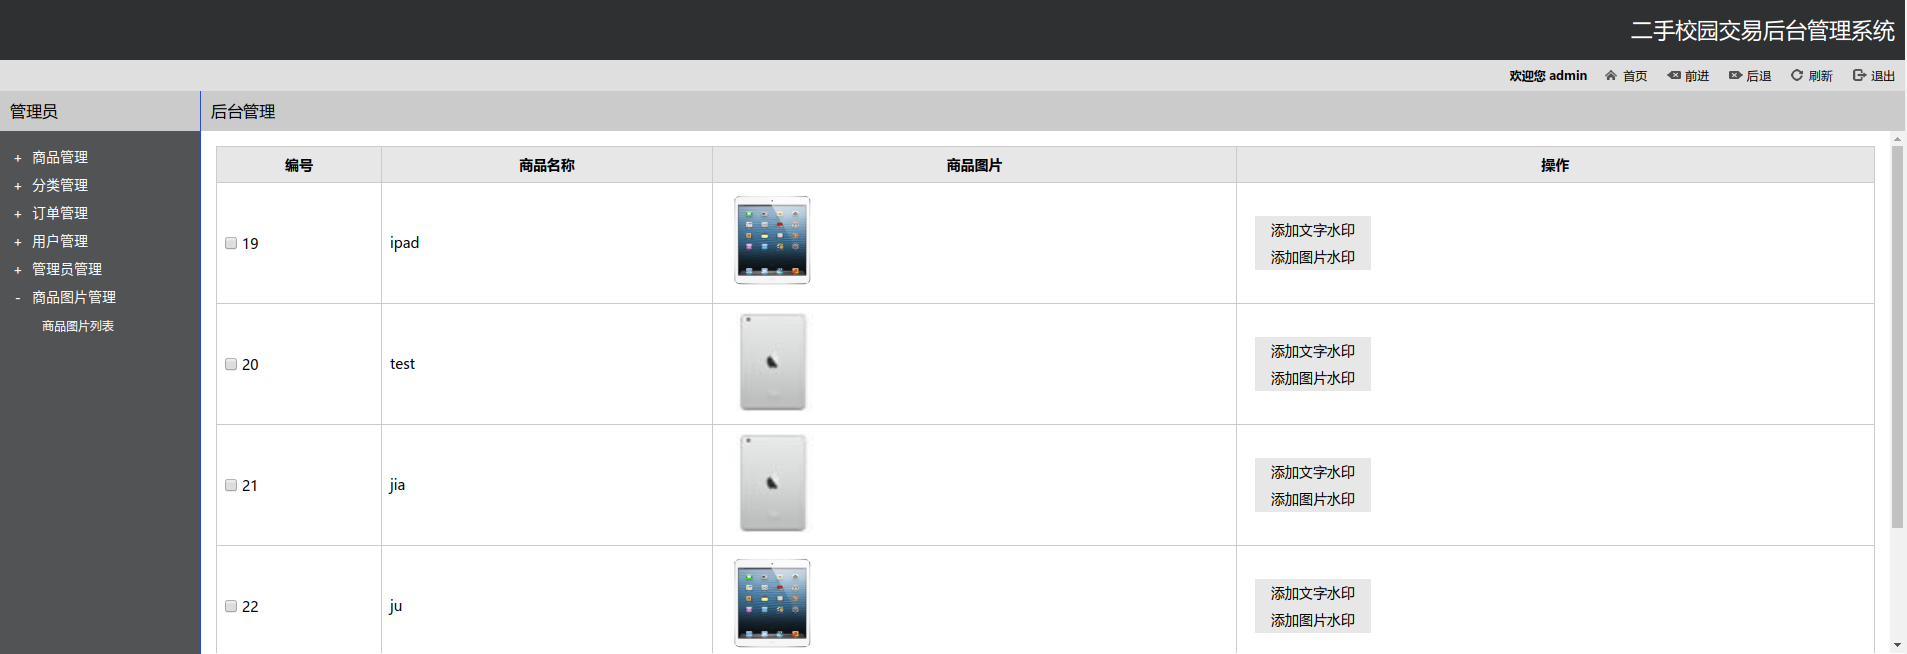 二手校园交易后台管理系统
欢迎您 admin 首页 前进 后退 刷新 退出
管理员
后台管理
+ 商品管理
+ 分类管理
+ 订单管理
+ 用户管理
+ 管理员管理
- 商品图片管理
商品图片列表
编号 商品名称 商品图片 操作
19 ipad 添加文字水印
添加图片水印
20 test 添加文字水印
添加图片水印
21 jia 添加文字水印
添加图片水印
22 ju 添加文字水印
添加图片水印